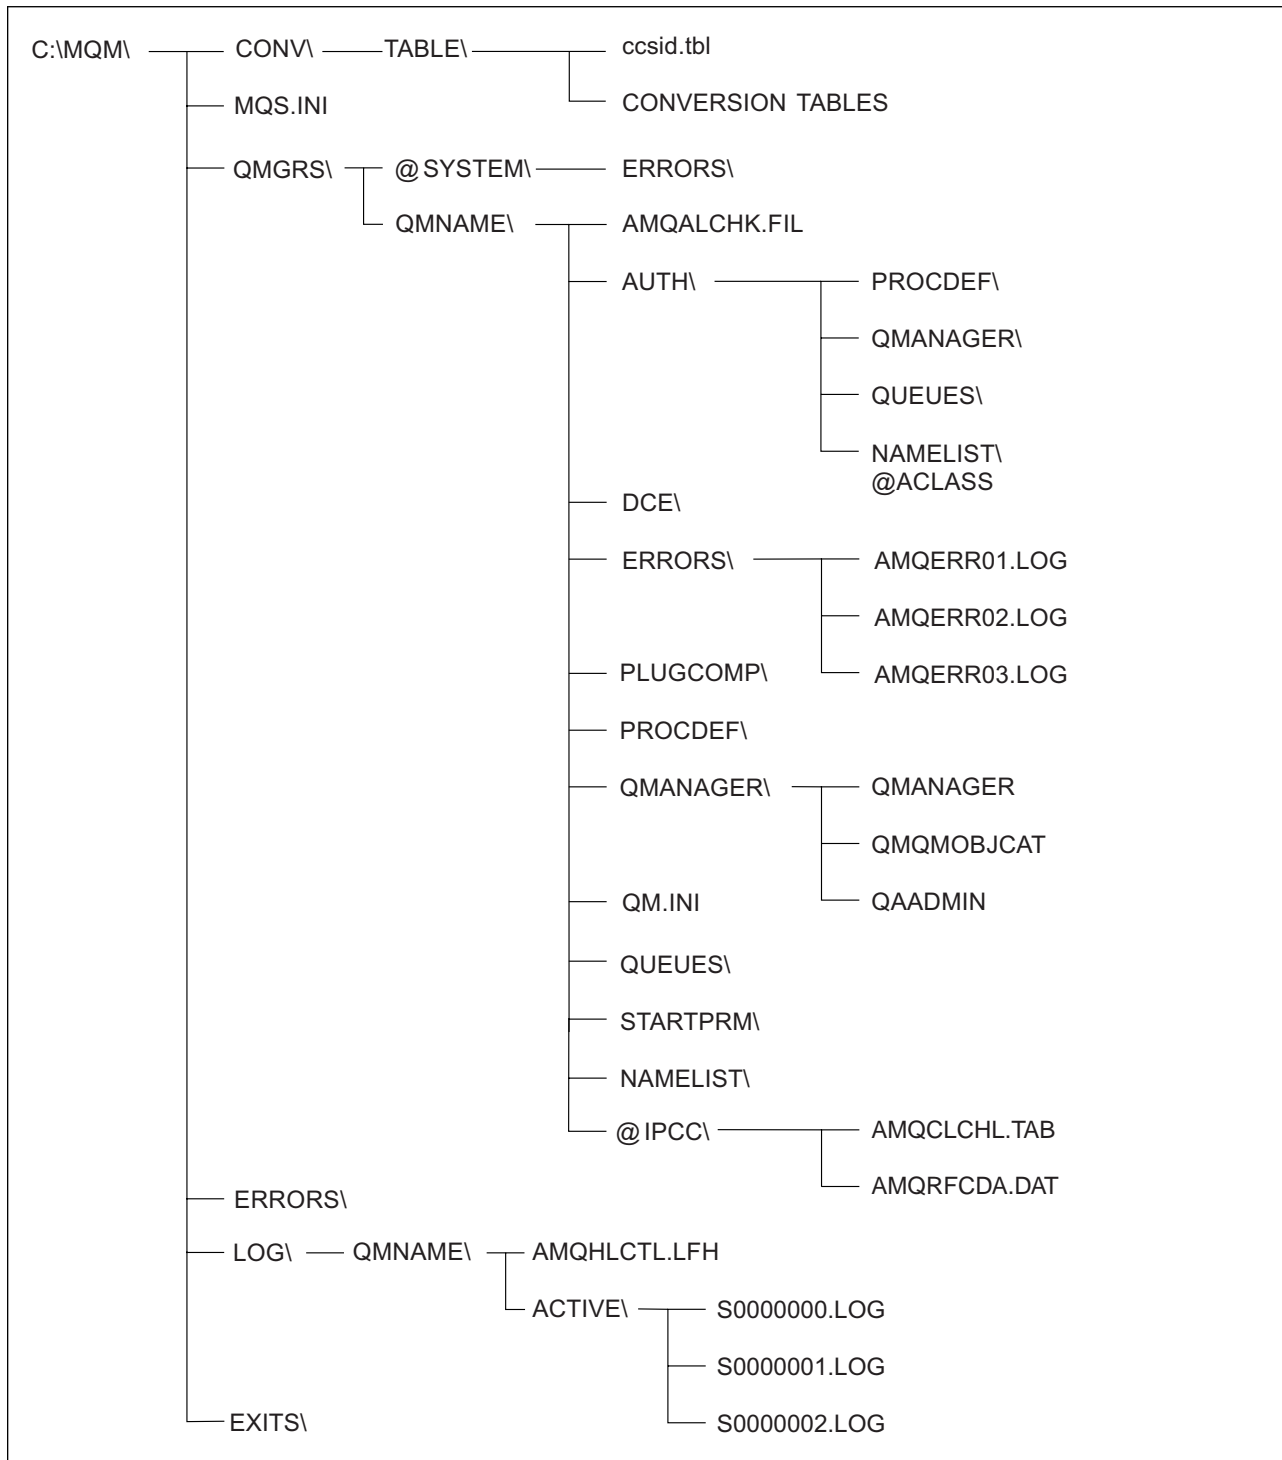 C:\MQM\ CONV\ TABLE\ ccsid.tbl
MQS.INI CONVERSION TABLES
QMGRS\ @SYSTEM\ ERRORS\
QMNAME\ AMQALCHK.FIL
AUTH\ PROCDEF\
QMANAGER\
QUEUES\
NAMELIST\
@ACLASS
DCE\
ERRORS\ AMQERR01.LOG
AMQERR02.LOG
PLUGCOMP\ AMQERR03.LOG
PROCDEF\
QMANAGER\ QMANAGER
QMQMOBJCAT
QM.INI QAADMIN
QUEUES\
STARTPRM\
NAMELIST\
@IPCC\ AMQCLCHL.TAB
AMQRFCDA.DAT
ERRORS\
LOG\ QMNAME\ AMQHLCTL.LFH
ACTIVE\ S0000000.LOG
S0000001.LOG
EXITS\ S0000002.LOG